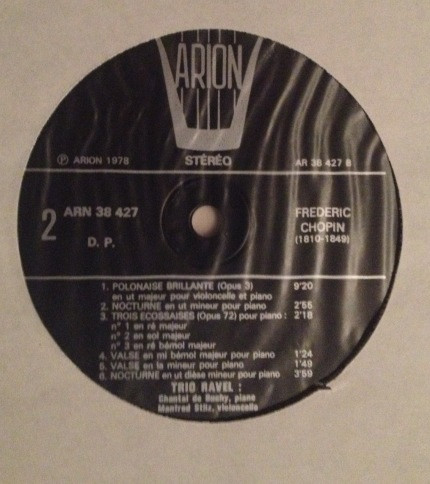 ARION
℗ ARION 1978
STÉRÉO
AR 38 427 B
2
ARN 38 427
D. P.
FREDERIC
CHOPIN
(1810-1849)
1. POLONAISE BRILLANTE (Opus 3) 9'20
en ut majeur pour violoncelle et piano
2. NOCTURNE en ut mineur pour piano 2'56
3. TROIS ECOSSAISES (Opus 72) pour piano : 2'18
n° 1 en ré majeur
n° 2 en sol majeur
n° 3 en ré bémol majeur
4. VALSE en mi bémol majeur pour piano 1'24
5. VALSE en la mineur pour piano 1'49
6. NOCTURNE en ut dièse mineur pour piano 3'59
TRIO RAVEL :
Chantal de Buchy, piano
Manfred Stilz, violoncelle